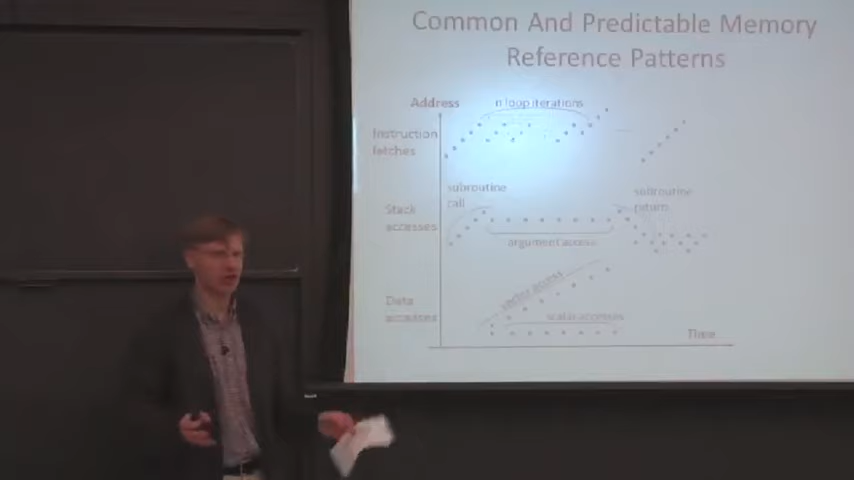 Common And Predictable Memory
Reference Patterns
Address
n loop iterations
Instruction
fetches
subroutine
call
subroutine
return
Stack
accesses
argument access
vector access
Data
accesses
scalar accesses
Time